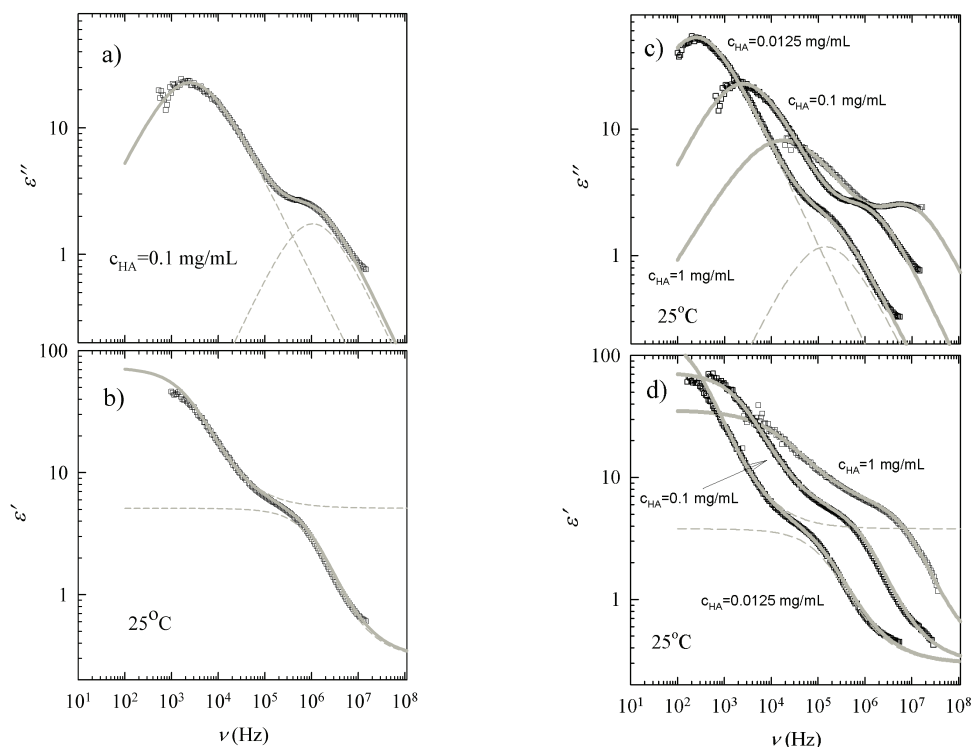 a)
10
1
ε″
c_HA=0.1 mg/mL
b)
100
10
1
ε′
25°C
10¹ 10² 10³ 10⁴ 10⁵ 10⁶ 10⁷ 10⁸
ν (Hz)
c)
c_HA=0.0125 mg/mL
c_HA=0.1 mg/mL
10
1
ε″
c_HA=1 mg/mL
25°C
d)
100
10
1
ε′
c_HA=1 mg/mL
c_HA=0.1 mg/mL
c_HA=0.0125 mg/mL
25°C
10¹ 10² 10³ 10⁴ 10⁵ 10⁶ 10⁷ 10⁸
ν (Hz)